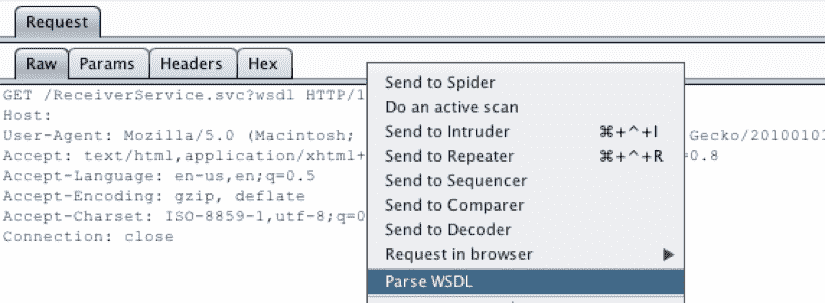 Request
Raw Params Headers Hex
GET /ReceiverService.svc?wsdl HTTP/1
Host:
User-Agent: Mozilla/5.0 (Macintosh; Gecko/20100101
Accept: text/html,application/xhtml+ =0.8
Accept-Language: en-us,en;q=0.5
Accept-Encoding: gzip, deflate
Accept-Charset: ISO-8859-1,utf-8;q=0
Connection: close
Send to Spider
Do an active scan
Send to Intruder ⌘+^+I
Send to Repeater ⌘+^+R
Send to Sequencer
Send to Comparer
Send to Decoder
Request in browser
Parse WSDL